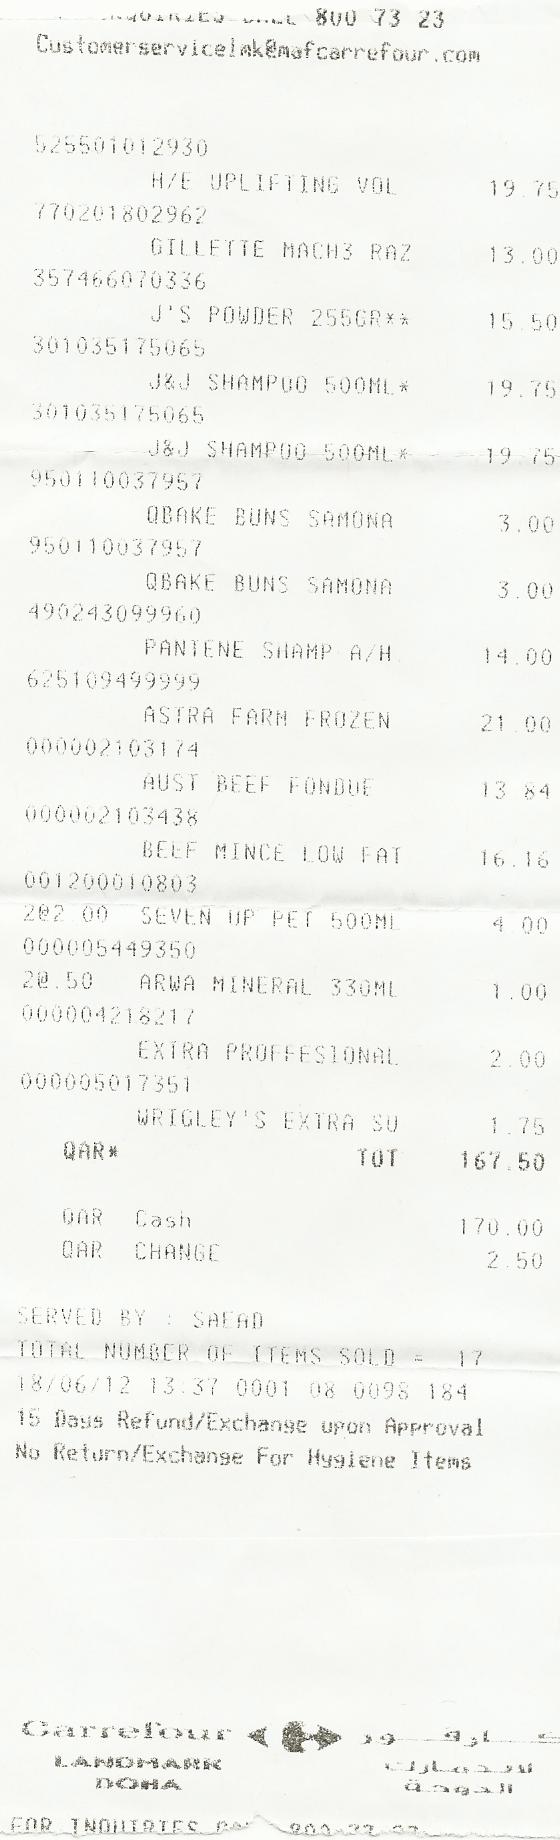 800 73 23
Customerservicelmk@mafcarrefour.com
525501012930
H/E UPLIFTING VOL 19.75
770201802962
GILLETTE MACH3 RAZ 13.00
357466070336
J'S POWDER 255GR** 15.50
301035175065
J&J SHAMPOO 500ML* 19.75
301035175065
J&J SHAMPOO 500ML* 19.75
950110037957
QBAKE BUNS SAMONA 3.00
950110037957
QBAKE BUNS SAMONA 3.00
490243099960
PANTENE SHAMP A/H 14.00
625109499999
ASTRA FARM FROZEN 21.00
000002103174
AUST BEEF FONDUE 13.84
000002103438
BEEF MINCE LOW FAT 16.16
001200010803
2@2.00 SEVEN UP PET 500ML 4.00
000005449350
2@.50 ARWA MINERAL 330ML 1.00
000004218217
EXTRA PROFFESIONAL 2.00
000005017351
WRIGLEY'S EXTRA SU 1.75
QAR* TOT 167.50
QAR Cash 170.00
QAR CHANGE 2.50
SERVED BY : SAEAD
TOTAL NUMBER OF ITEMS SOLD = 17
18/06/12 13:37 0001 08 0098 184
15 Days Refund/Exchange upon Approval
No Return/Exchange For Hygiene Items
Carrefour
LANDMARK لاندمارك
DOHA الدوحة
FOR INQUIRIES